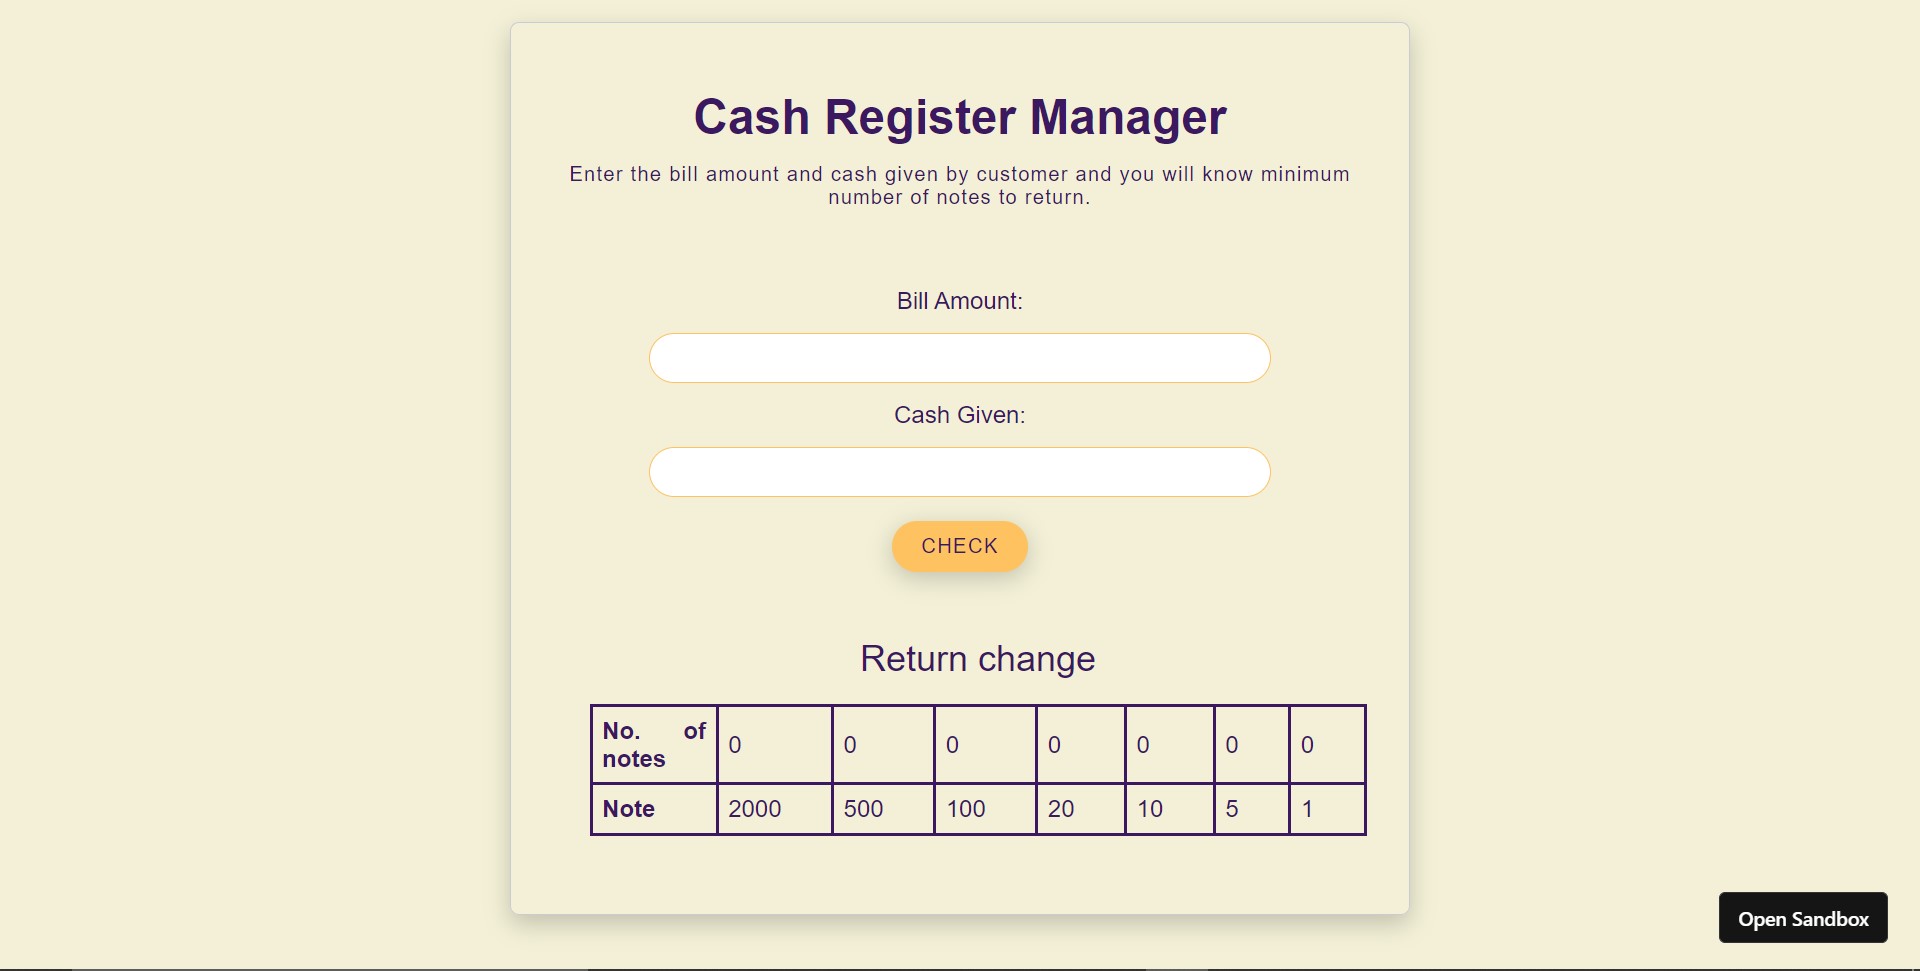 Cash Register Manager
Enter the bill amount and cash given by customer and you will know minimum
number of notes to return.
Bill Amount:
Cash Given:
CHECK
Return change
No. of
notes 0 0 0 0 0 0 0
Note 2000 500 100 20 10 5 1
Open Sandbox